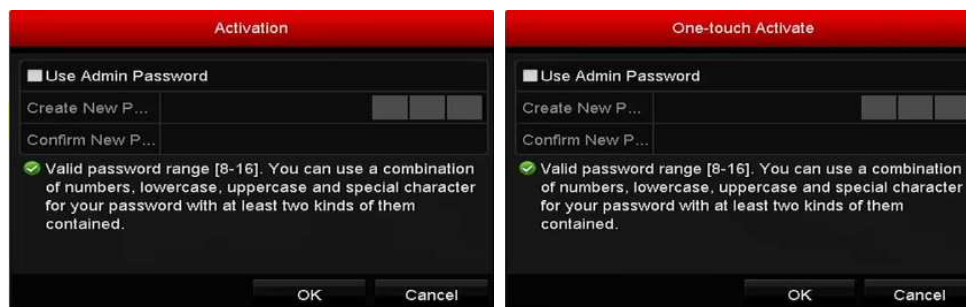 Activation
Use Admin Password
Create New P...
Confirm New P...
Valid password range [8-16]. You can use a combination
of numbers, lowercase, uppercase and special character
for your password with at least two kinds of them
contained.
OK Cancel
One-touch Activate
Use Admin Password
Create New P...
Confirm New P...
Valid password range [8-16]. You can use a combination
of numbers, lowercase, uppercase and special character
for your password with at least two kinds of them
contained.
OK Cancel